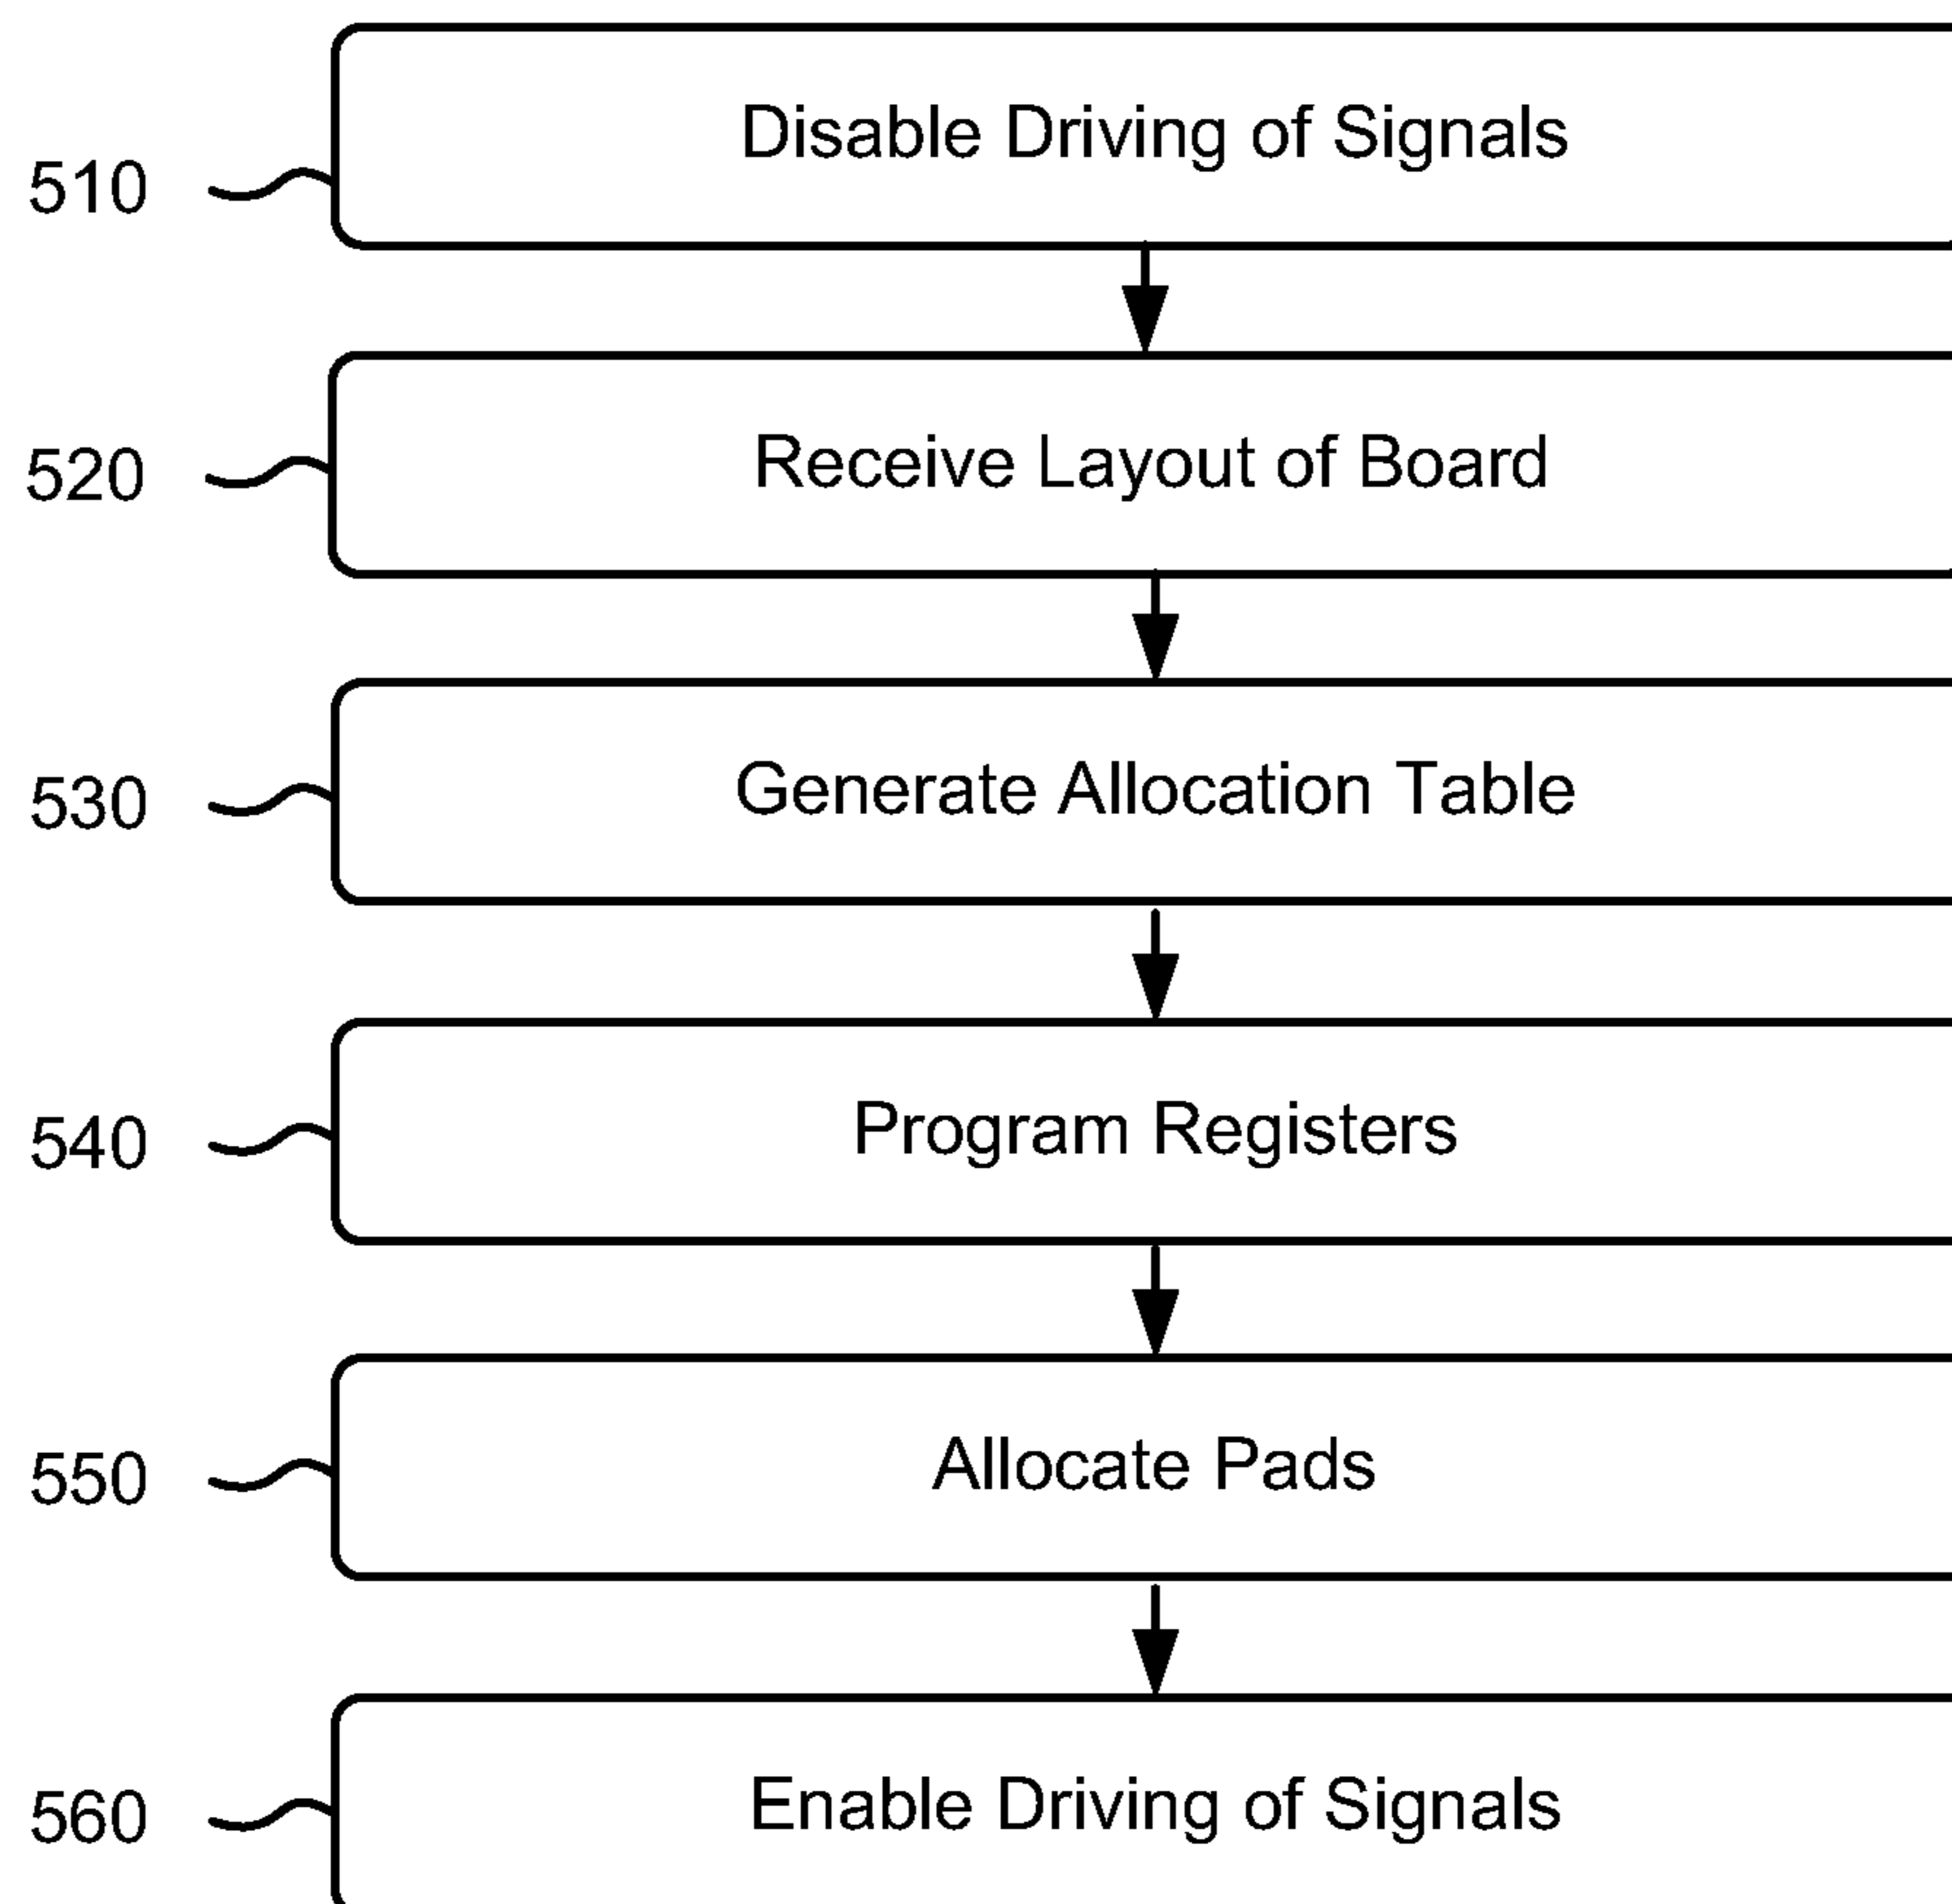 510 Disable Driving of Signals
520 Receive Layout of Board
530 Generate Allocation Table
540 Program Registers
550 Allocate Pads
560 Enable Driving of Signals